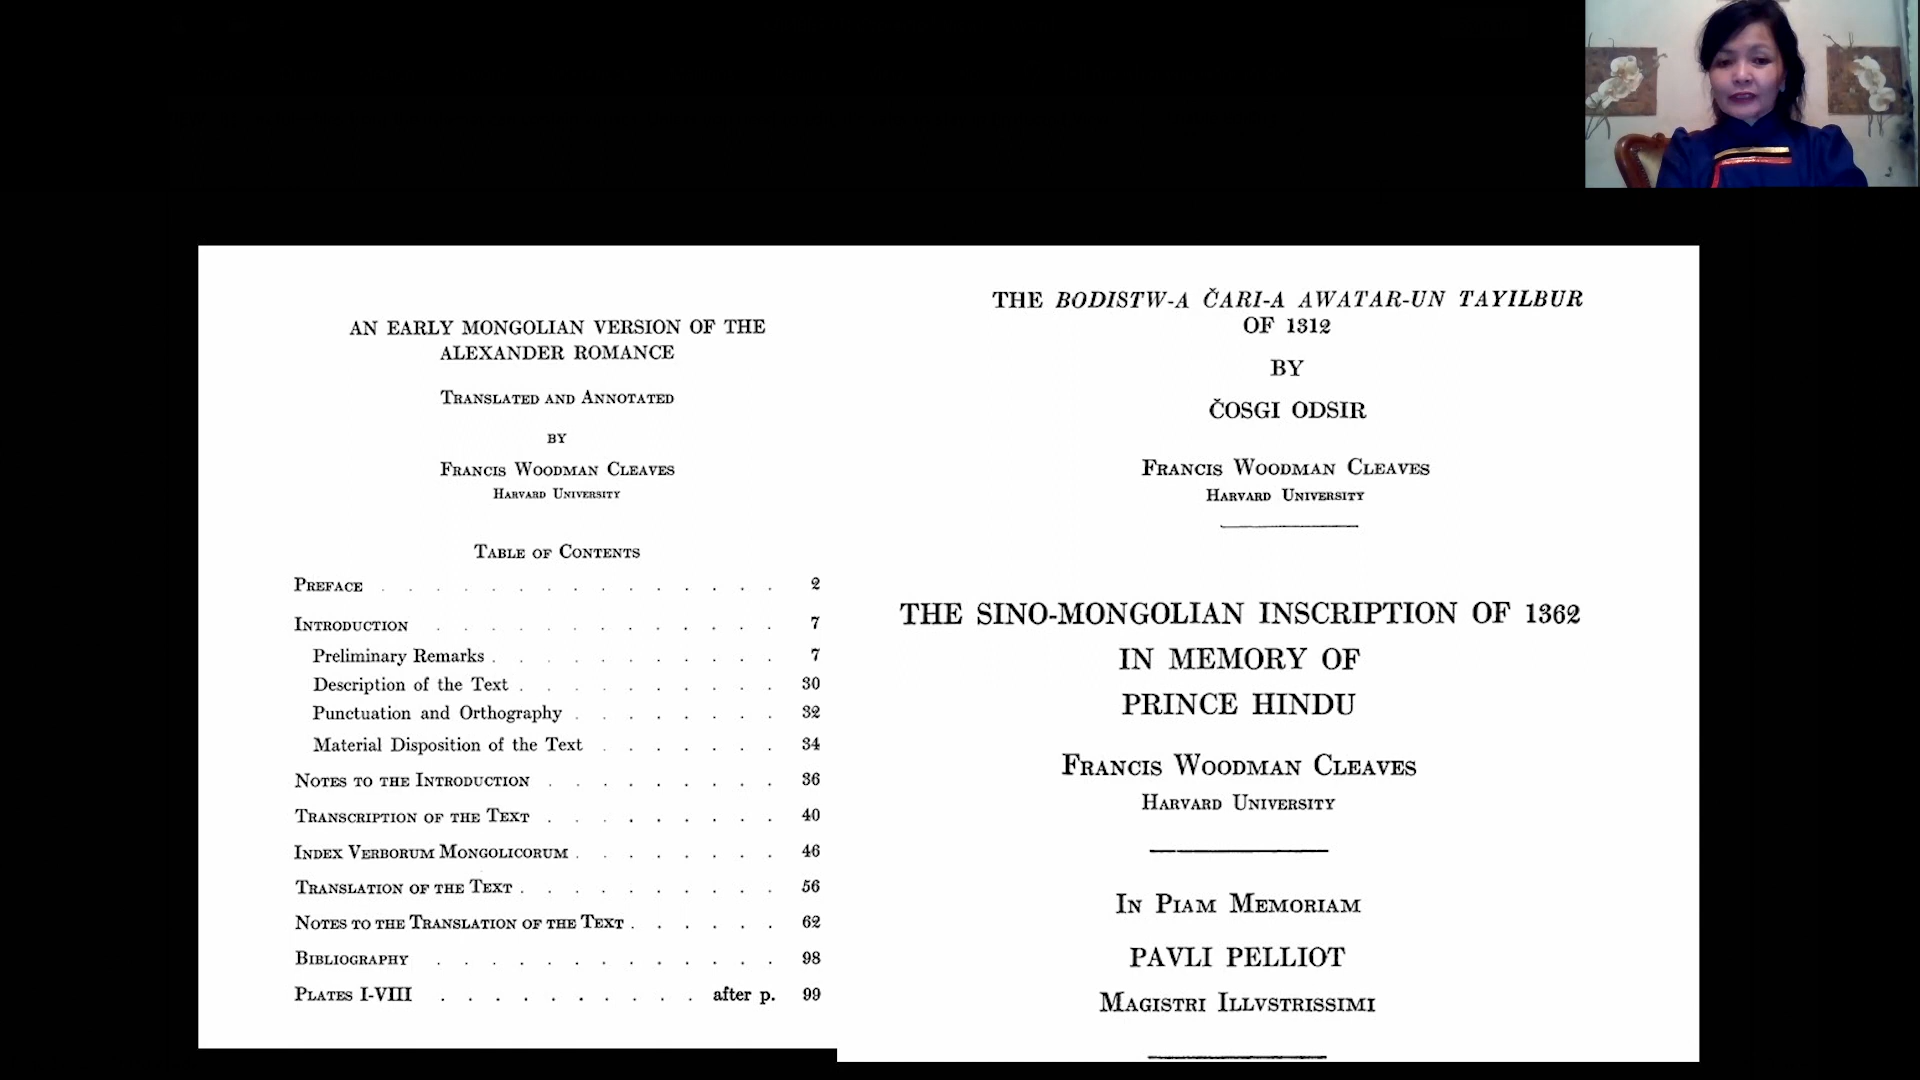 AN EARLY MONGOLIAN VERSION OF THE
ALEXANDER ROMANCE
TRANSLATED AND ANNOTATED
BY
FRANCIS WOODMAN CLEAVES
HARVARD UNIVERSITY
TABLE OF CONTENTS
PREFACE . . . . . . . . . . . . . . . 2
INTRODUCTION . . . . . . . . . . . . . 7
Preliminary Remarks . . . . . . . . . . . 7
Description of the Text . . . . . . . . . . 30
Punctuation and Orthography . . . . . . . . 32
Material Disposition of the Text . . . . . . . 34
NOTES TO THE INTRODUCTION . . . . . . . . . 36
TRANSCRIPTION OF THE TEXT . . . . . . . . . 40
INDEX VERBORUM MONGOLICORUM . . . . . . . . 46
TRANSLATION OF THE TEXT . . . . . . . . . . 56
NOTES TO THE TRANSLATION OF THE TEXT . . . . . . 62
BIBLIOGRAPHY . . . . . . . . . . . . . 98
PLATES I-VIII . . . . . . . . . . after p. 99
THE BODISTW-A ČARI-A AWATAR-UN TAYILBUR
OF 1312
BY
ČOSGI ODSIR
FRANCIS WOODMAN CLEAVES
HARVARD UNIVERSITY
THE SINO-MONGOLIAN INSCRIPTION OF 1362
IN MEMORY OF
PRINCE HINDU
FRANCIS WOODMAN CLEAVES
HARVARD UNIVERSITY
IN PIAM MEMORIAM
PAVLI PELLIOT
MAGISTRI ILLVSTRISSIMI